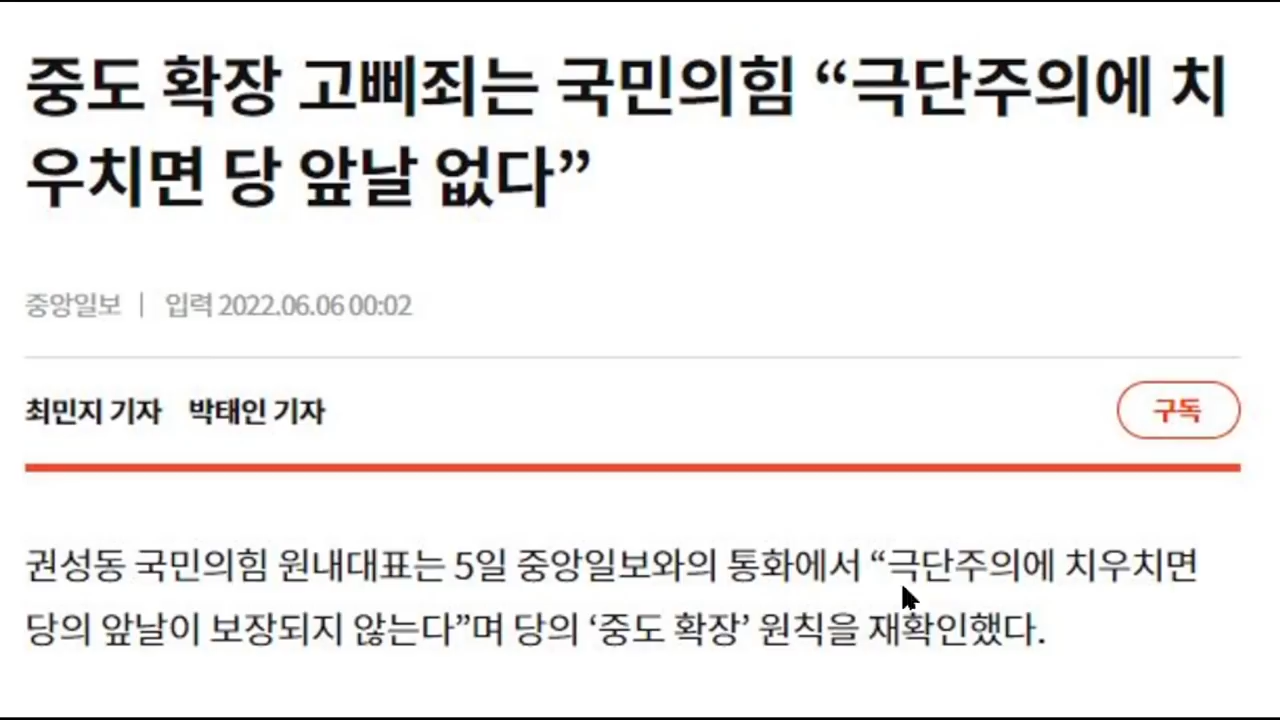 중도 확장 고삐죄는 국민의힘 “극단주의에 치
우치면 당 앞날 없다”
중앙일보 | 입력 2022.06.06 00:02
최민지 기자 박태인 기자
구독
권성동 국민의힘 원내대표는 5일 중앙일보와의 통화에서 “극단주의에 치우치면
당의 앞날이 보장되지 않는다”며 당의 ‘중도 확장’ 원칙을 재확인했다.